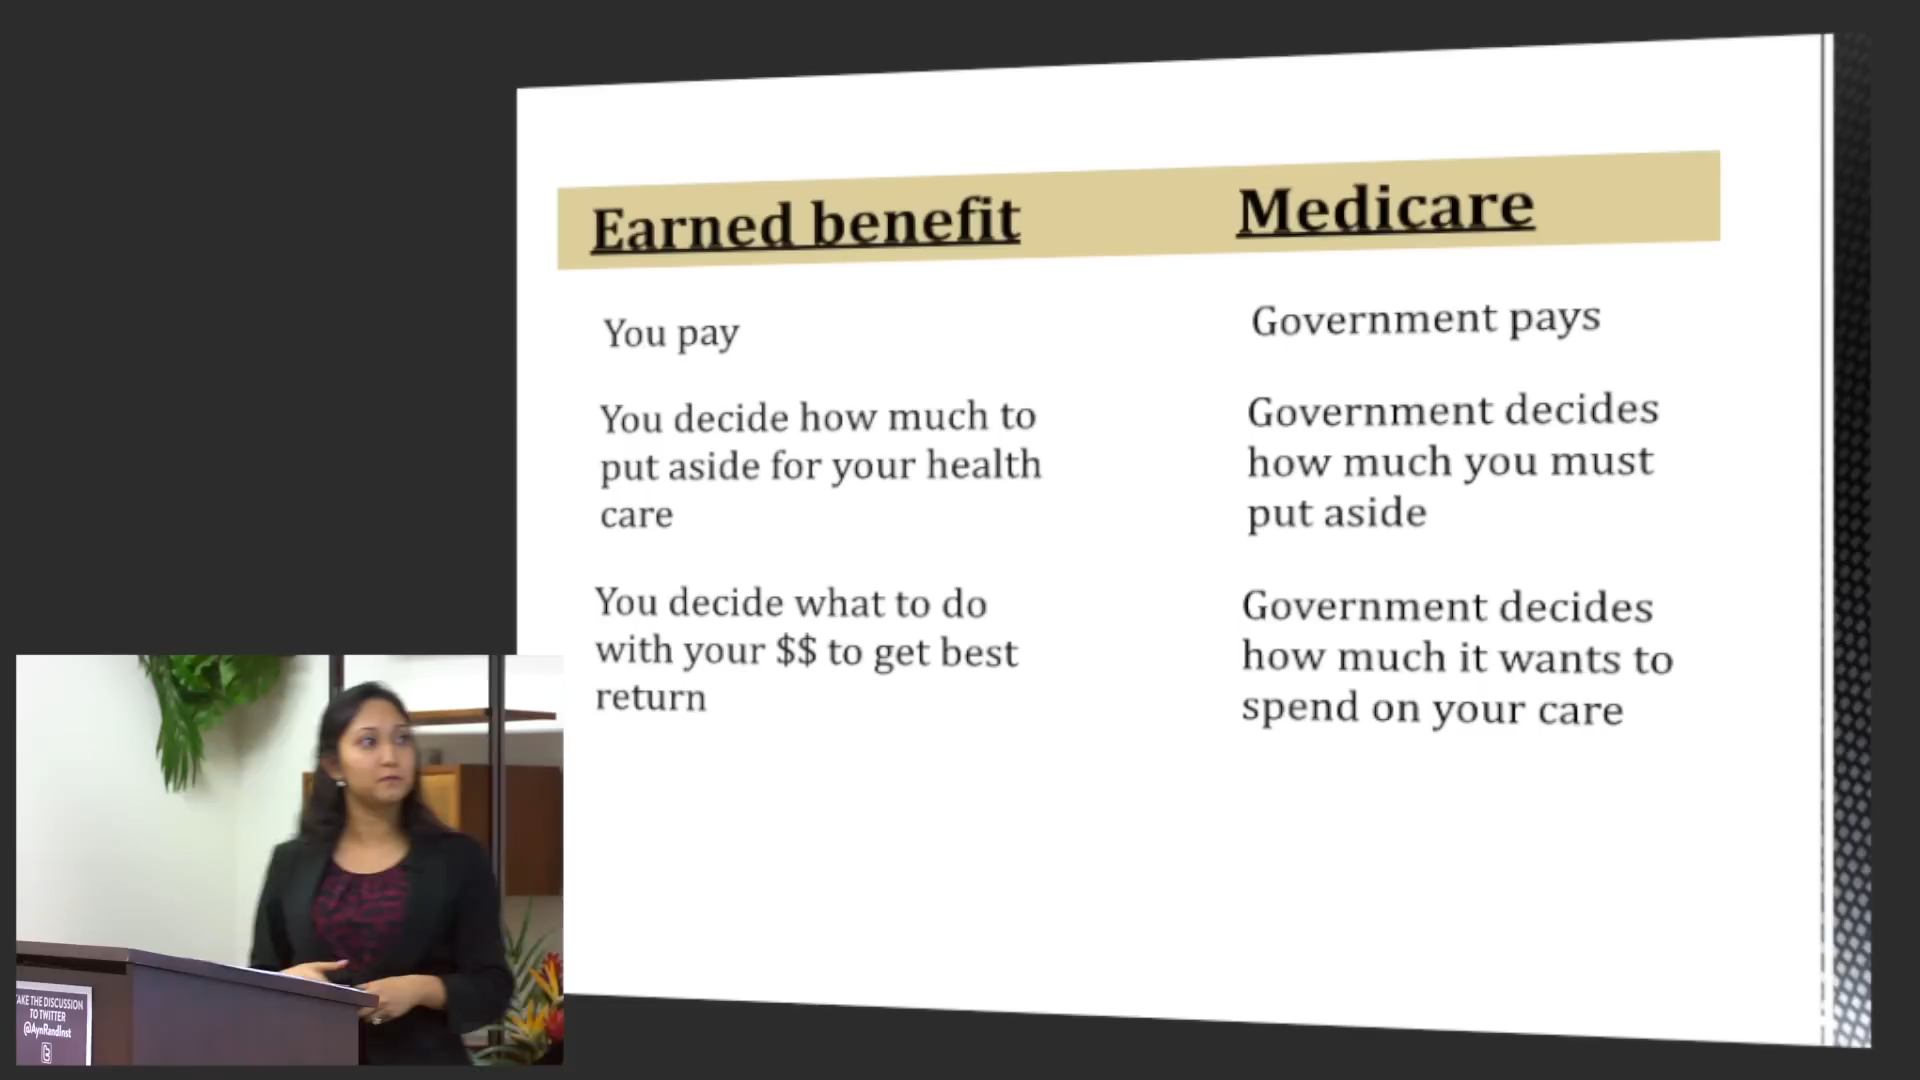 Earned benefit
Medicare
You pay
Government pays
You decide how much to
put aside for your health
care
Government decides
how much you must
put aside
You decide what to do
with your $$ to get best
return
Government decides
how much it wants to
spend on your care
TAKE THE DISCUSSION
TO TWITTER
@AynRandInst